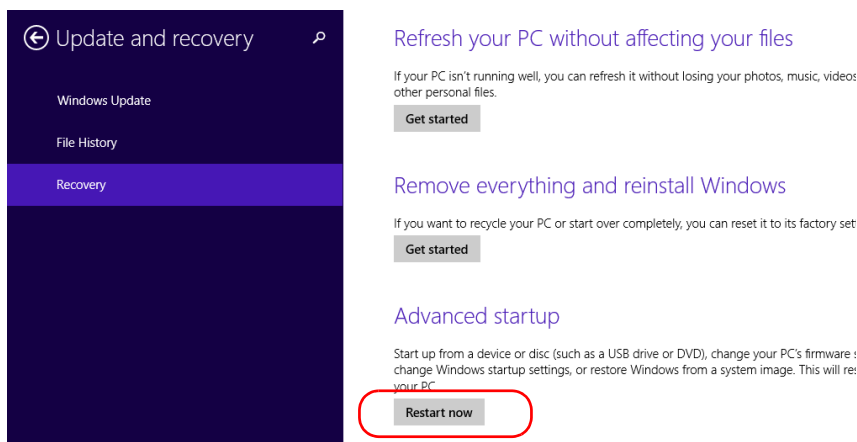 Update and recovery
Windows Update
File History
Recovery
Refresh your PC without affecting your files
If your PC isn't running well, you can refresh it without losing your photos, music, videos
other personal files.
Get started
Remove everything and reinstall Windows
If you want to recycle your PC or start over completely, you can reset it to its factory
Get started
Advanced startup
Start up from a device or disc (such as a USB drive or DVD), change your PC's firmware
change Windows startup settings, or restore Windows from a system image. This will
your PC
Restart now